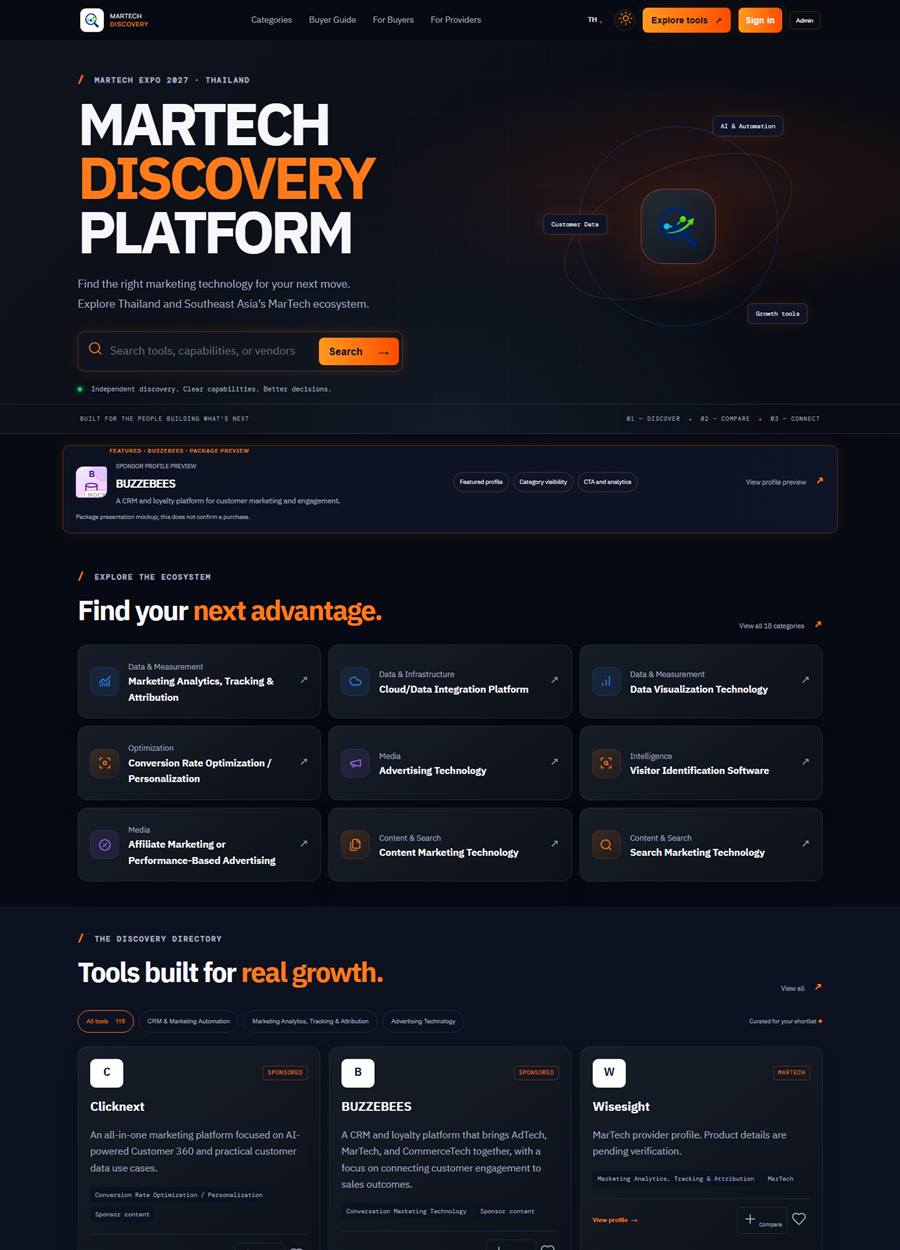 MARTECH
DISCOVERY
Categories
Buyer Guide
For Buyers
For Providers
TH
Explore tools ↗
Sign in
Admin
/ MARTECH EXPO 2027 · THAILAND
MARTECH
DISCOVERY
PLATFORM
Find the right marketing technology for your next move.
Explore Thailand and Southeast Asia's MarTech ecosystem.
Search tools, capabilities, or vendors
Search →
Independent discovery. Clear capabilities. Better decisions.
AI & Automation
Customer Data
Growth tools
BUILT FOR THE PEOPLE BUILDING WHAT'S NEXT
01 — DISCOVER
02 — COMPARE
03 — CONNECT
FEATURED · BUZZEBEES · PACKAGE PREVIEW
B
SPONSOR PROFILE PREVIEW
BUZZEBEES
A CRM and loyalty platform for customer marketing and engagement.
Featured profile
Category visibility
CTA and analytics
View profile preview ↗
Package presentation mockup; this does not confirm a purchase.
/ EXPLORE THE ECOSYSTEM
Find your next advantage.
View all 18 categories ↗
Data & Measurement
Marketing Analytics, Tracking &
Attribution
Data & Infrastructure
Cloud/Data Integration Platform
Data & Measurement
Data Visualization Technology
Optimization
Conversion Rate Optimization /
Personalization
Media
Advertising Technology
Intelligence
Visitor Identification Software
Media
Affiliate Marketing or
Performance-Based Advertising
Content & Search
Content Marketing Technology
Content & Search
Search Marketing Technology
/ THE DISCOVERY DIRECTORY
Tools built for real growth.
View all ↗
All tools 115
CRM & Marketing Automation
Marketing Analytics, Tracking & Attribution
Advertising Technology
Curated for your shortlist
C
SPONSORED
Clicknext
An all-in-one marketing platform focused on AI-
powered Customer 360 and practical customer
data use cases.
Conversion Rate Optimization / Personalization
Sponsor content
B
SPONSORED
BUZZEBEES
A CRM and loyalty platform that brings AdTech,
MarTech, and CommerceTech together, with a
focus on connecting customer engagement to
sales outcomes.
Conversation Marketing Technology
Sponsor content
W
MARTECH
Wisesight
MarTech provider profile. Product details are
pending verification.
Marketing Analytics, Tracking & Attribution
MarTech
View profile →
Compare